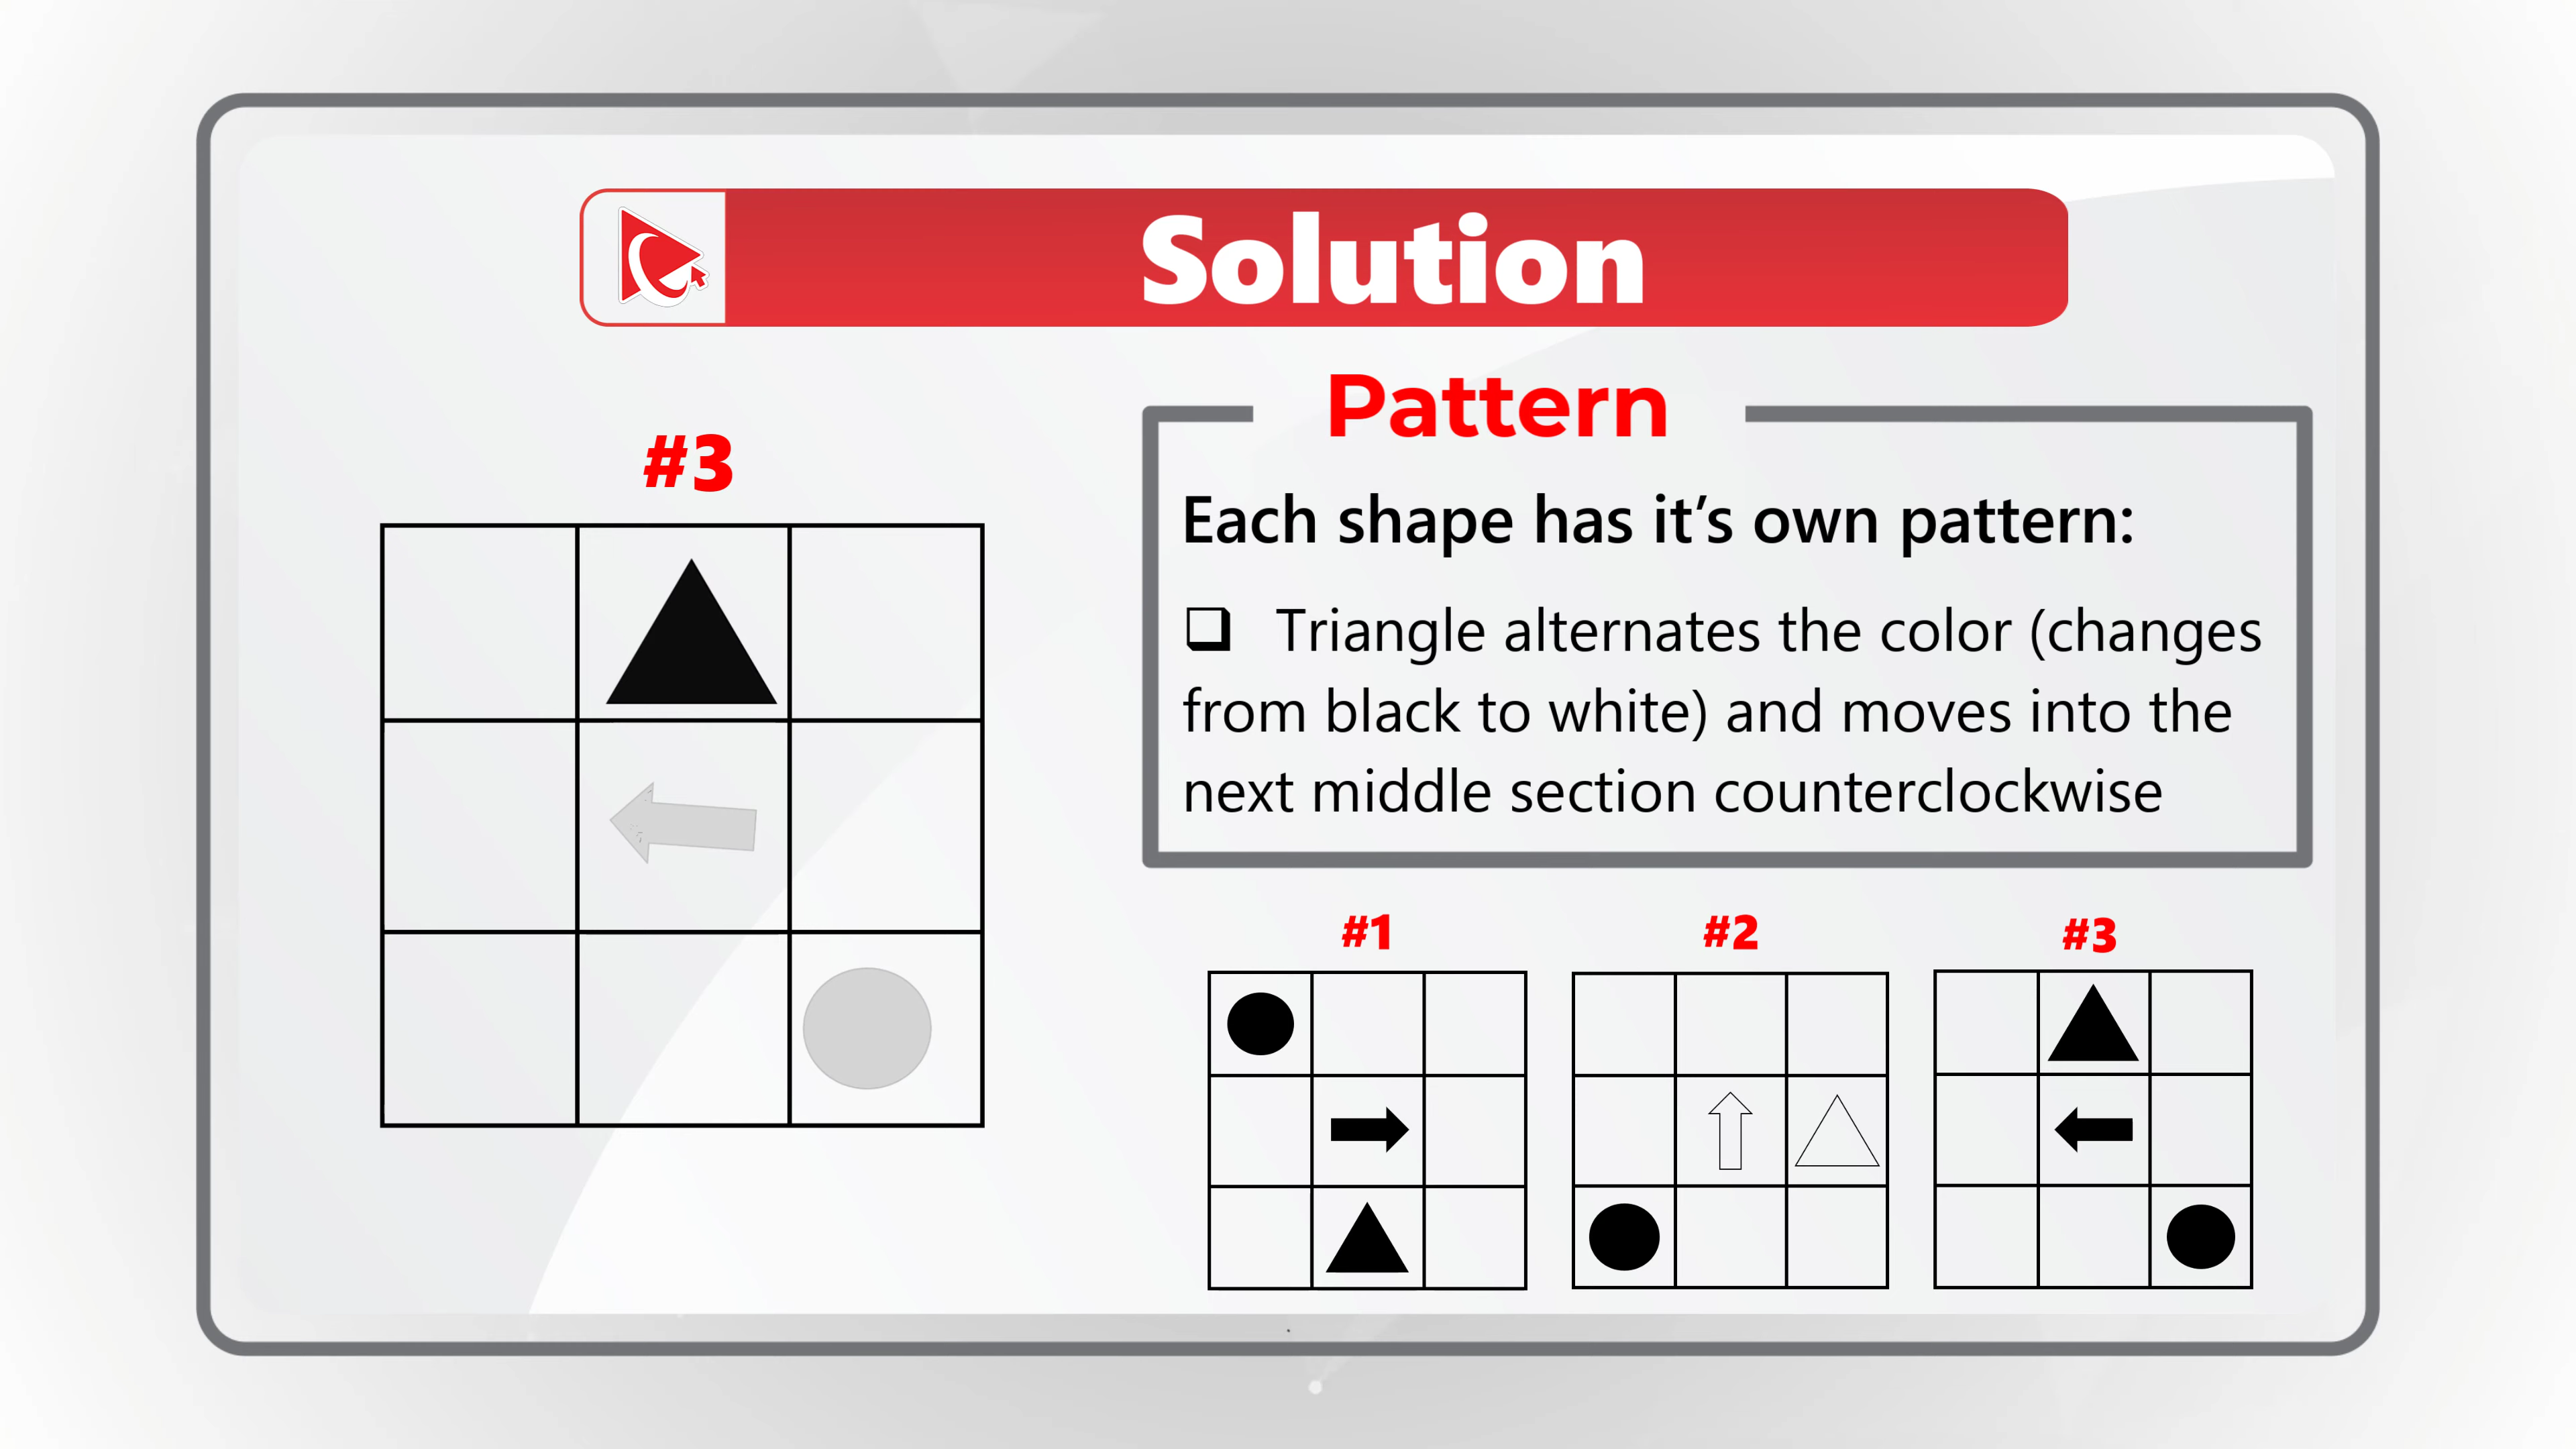 Solution
Pattern
#3
Each shape has it’s own pattern:
❑ Triangle alternates the color (changes
from black to white) and moves into the
next middle section counterclockwise
#1
#2
#3